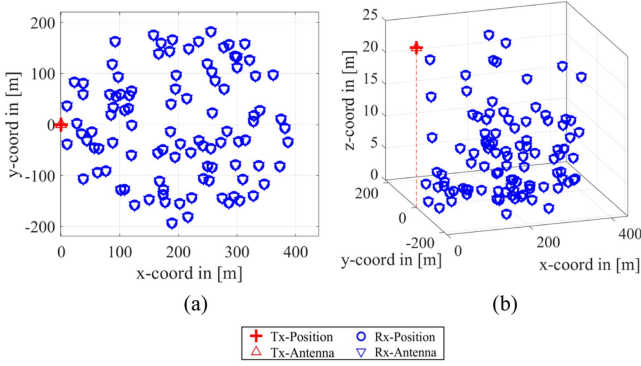 200
100
0
-100
-200
y-coord in [m]
0
100
200
300
400
x-coord in [m]
(a)
25
20
15
10
5
0
z-coord in [m]
200
0
-200
y-coord in [m]
0
200
400
x-coord in [m]
(b)
Tx-Position
Rx-Position
Tx-Antenna
Rx-Antenna